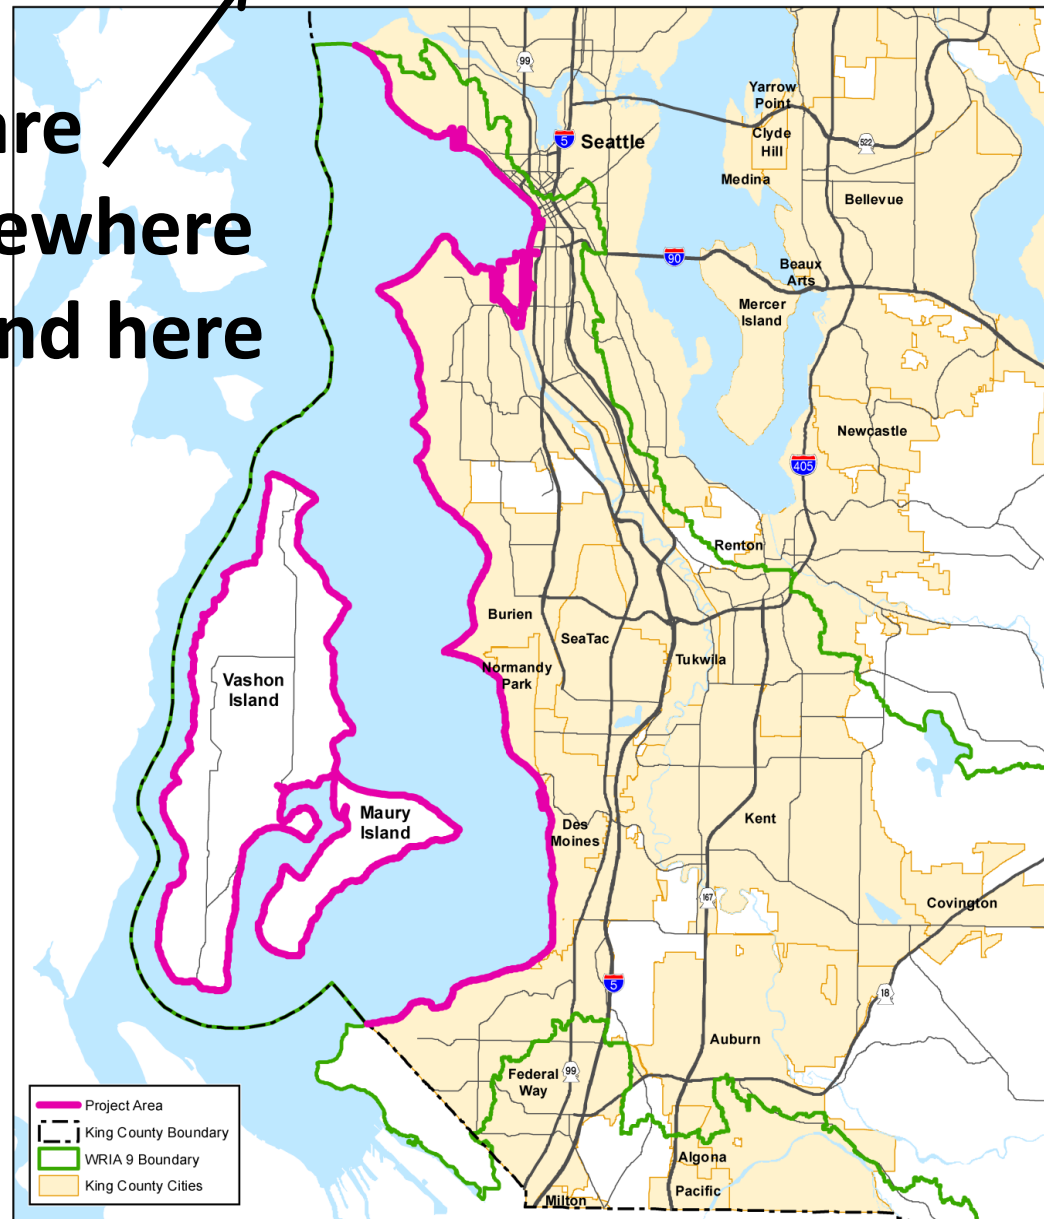 are
ewhere
nd here
99
5
Seattle
Yarrow
Point
Clyde
Hill
522
Medina
Bellevue
90
Beaux
Arts
Mercer
Island
Newcastle
405
Renton
Burien
SeaTac
Normandy
Park
Tukwila
Vashon
Island
Maury
Island
Des
Moines
Kent
167
Covington
5
18
Auburn
Federal
Way
99
Algona
Pacific
Milton
Project Area
King County Boundary
WRIA 9 Boundary
King County Cities